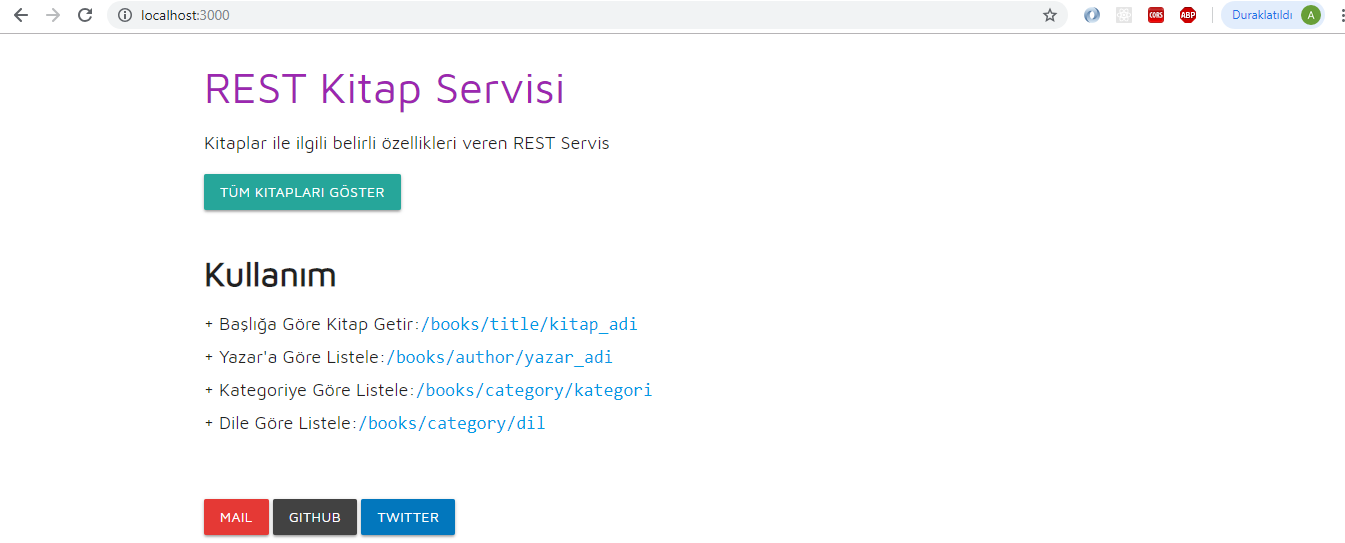 localhost:3000
CORS
ABP
Duraklatıldı
A
REST Kitap Servisi
Kitaplar ile ilgili belirli özellikleri veren REST Servis
TÜM KITAPLARI GÖSTER
Kullanım
+ Başlığa Göre Kitap Getir:/books/title/kitap_adi
+ Yazar'a Göre Listele:/books/author/yazar_adi
+ Kategoriye Göre Listele:/books/category/kategori
+ Dile Göre Listele:/books/category/dil
MAIL GITHUB TWITTER